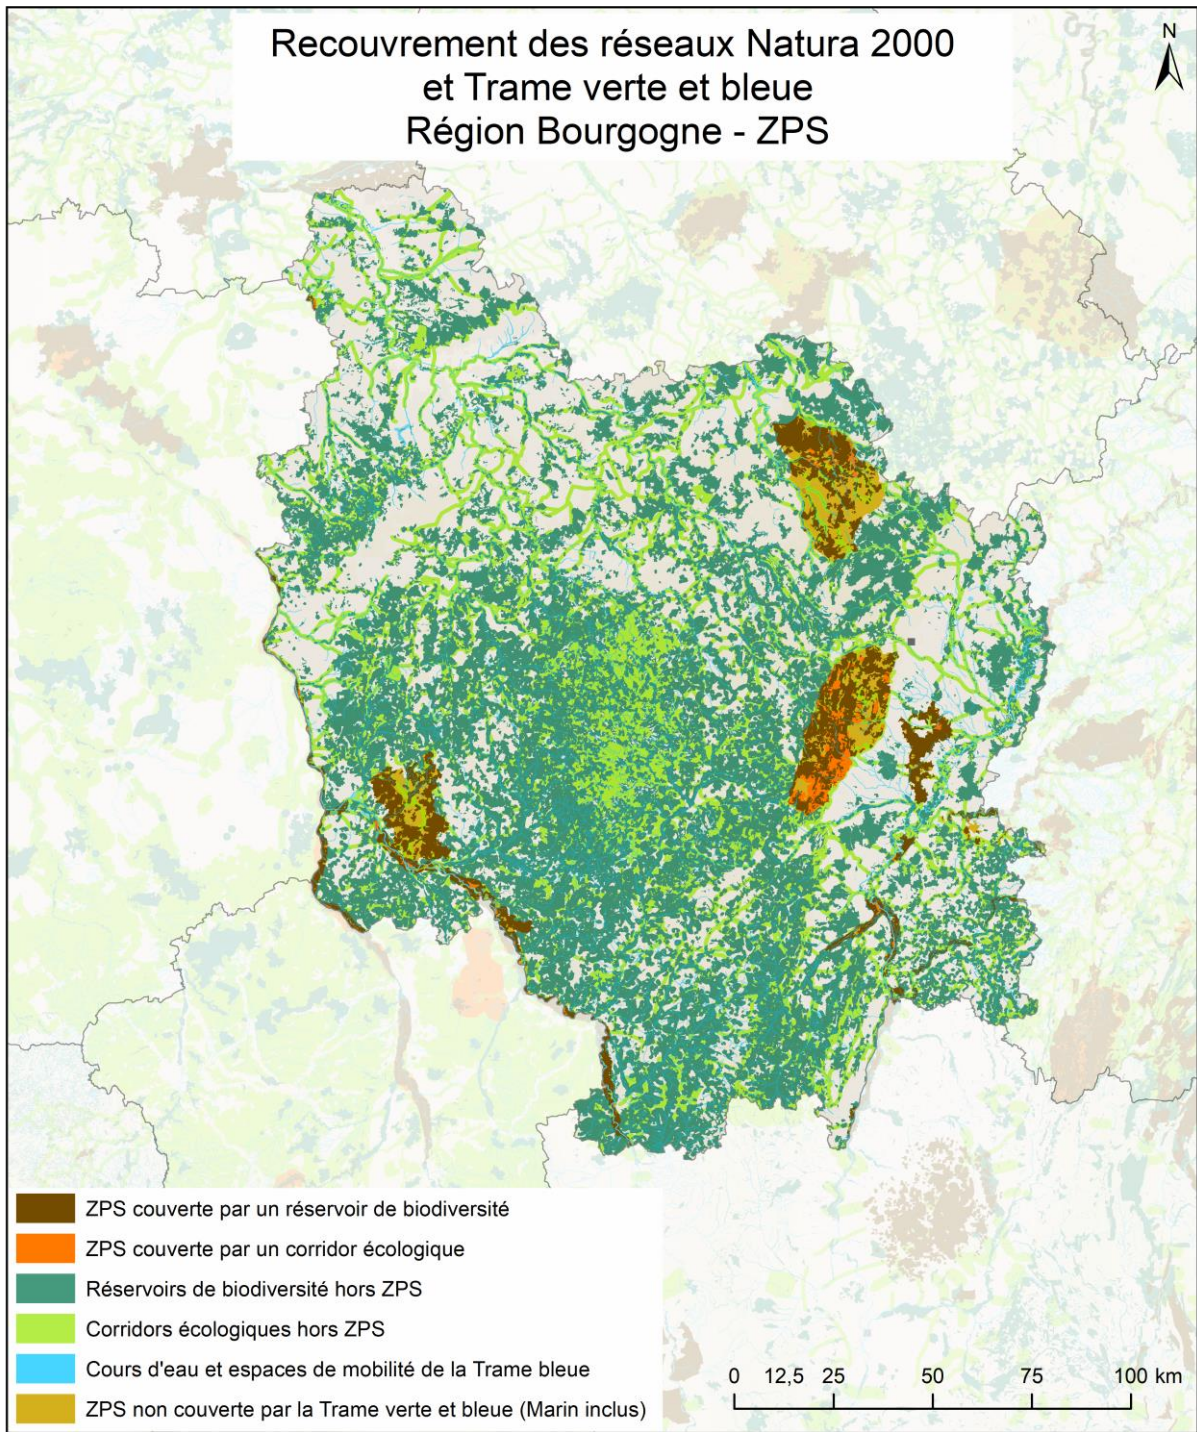 Recouvrement des réseaux Natura 2000
et Trame verte et bleue
Région Bourgogne - ZPS
N
ZPS couverte par un réservoir de biodiversité
ZPS couverte par un corridor écologique
Réservoirs de biodiversité hors ZPS
Corridors écologiques hors ZPS
Cours d'eau et espaces de mobilité de la Trame bleue
ZPS non couverte par la Trame verte et bleue (Marin inclus)
0 12,5 25 50 75 100 km